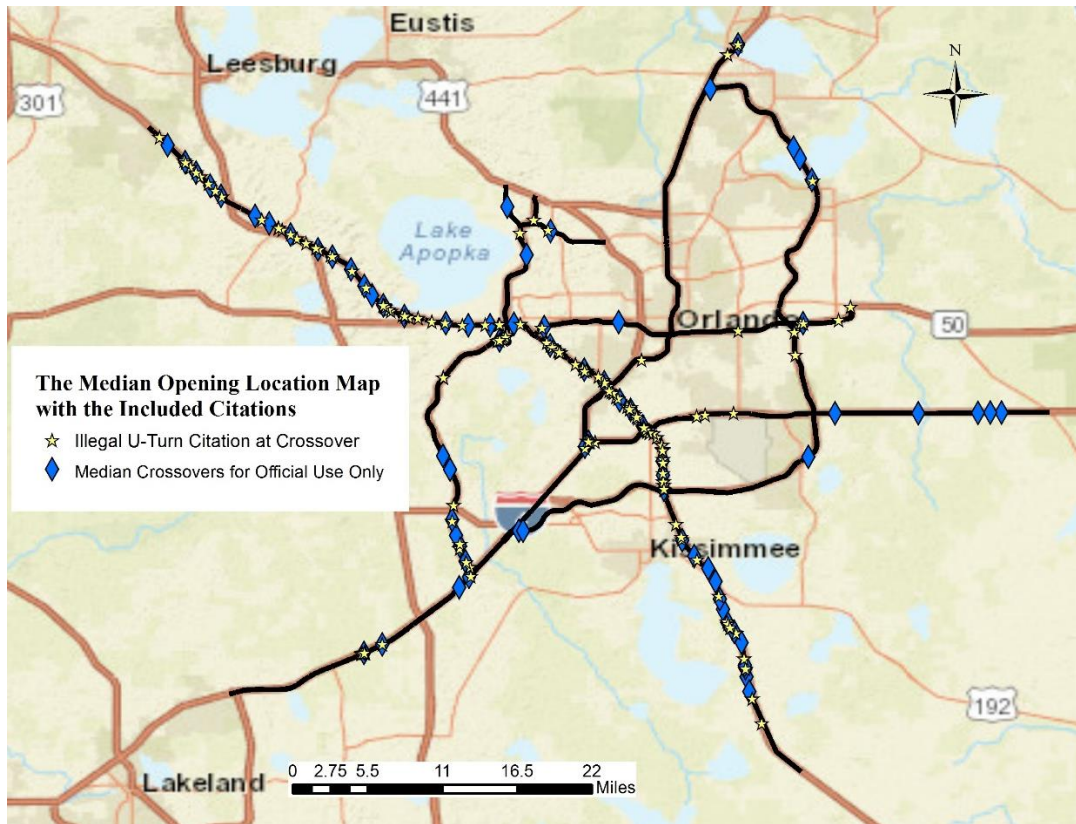 Eustis
Leesburg
N
301
441
Lake
Apopka
Orlando
50
The Median Opening Location Map
with the Included Citations
Illegal U-Turn Citation at Crossover
Median Crossovers for Official Use Only
Kissimmee
192
Lakeland
0 2.75 5.5 11 16.5 22
Miles